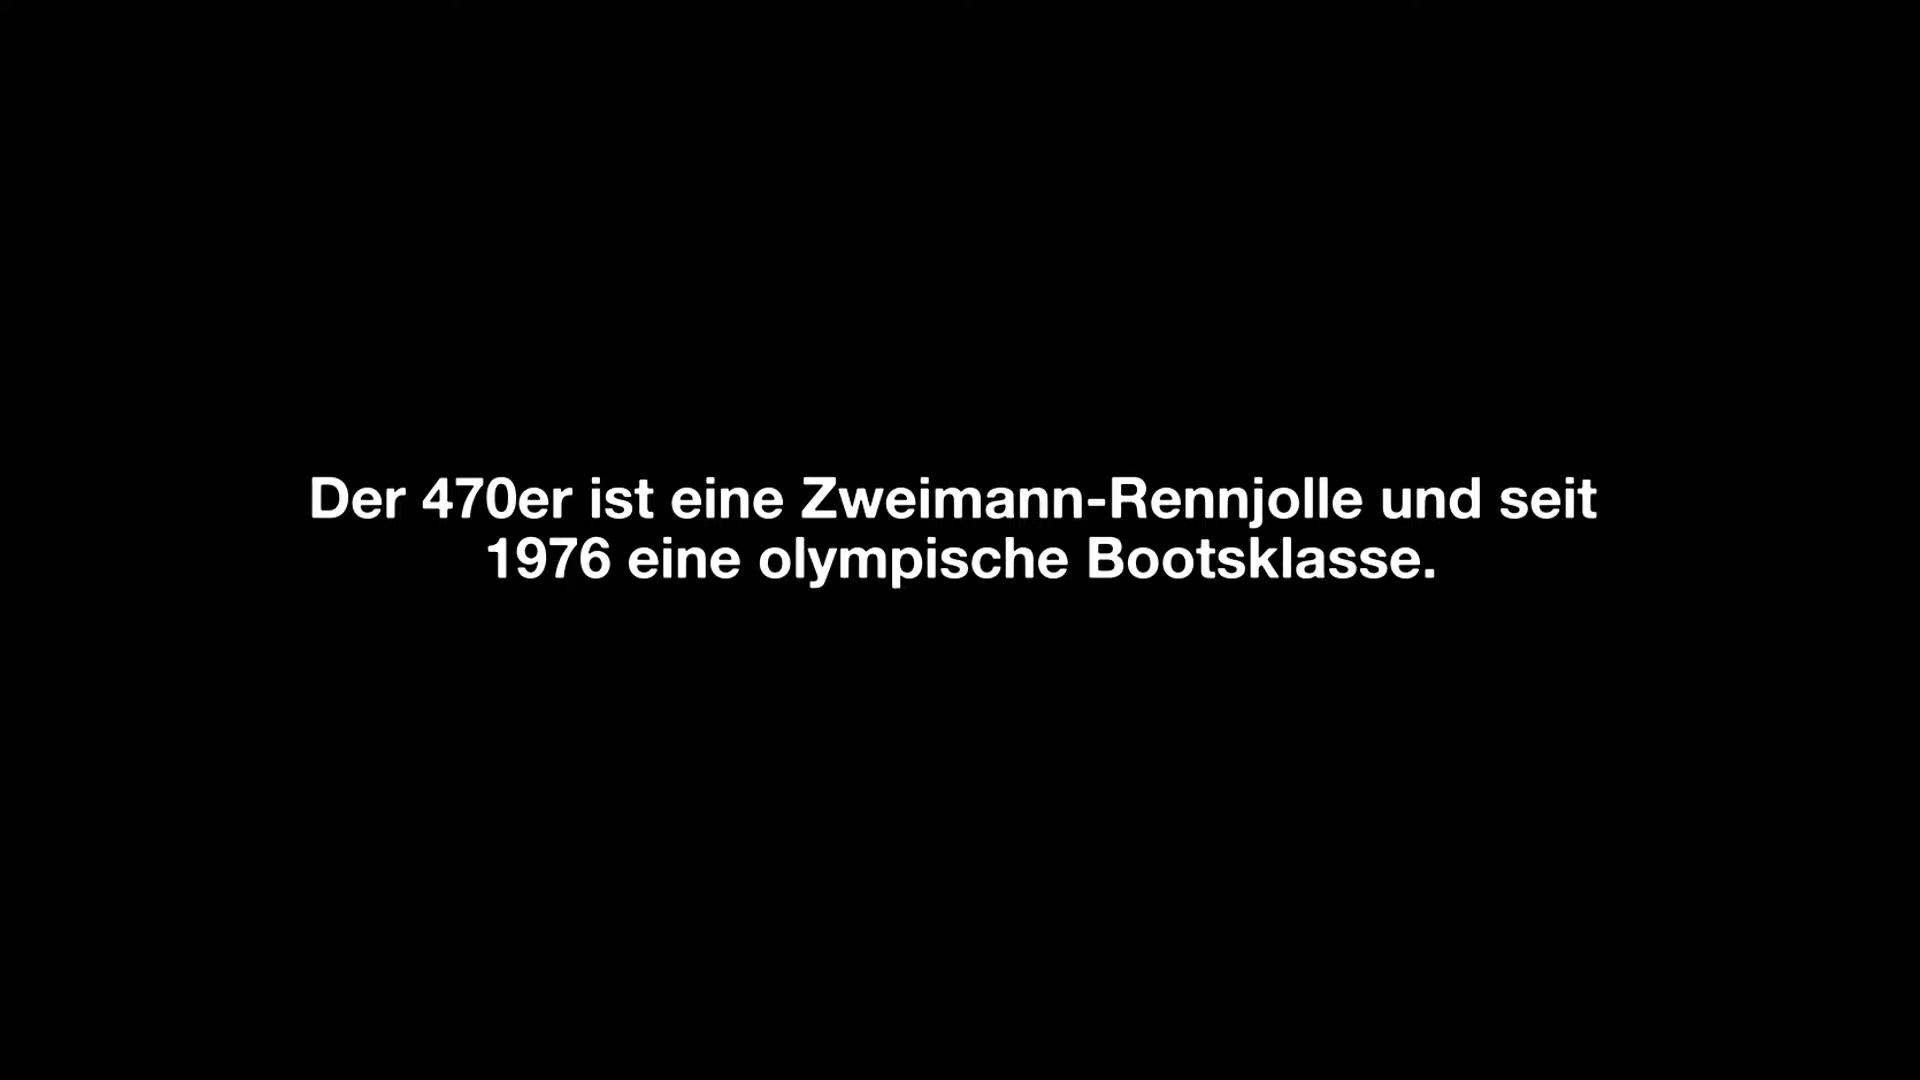 Der 470er ist eine Zweimann-Rennjolle und seit
1976 eine olympische Bootsklasse.